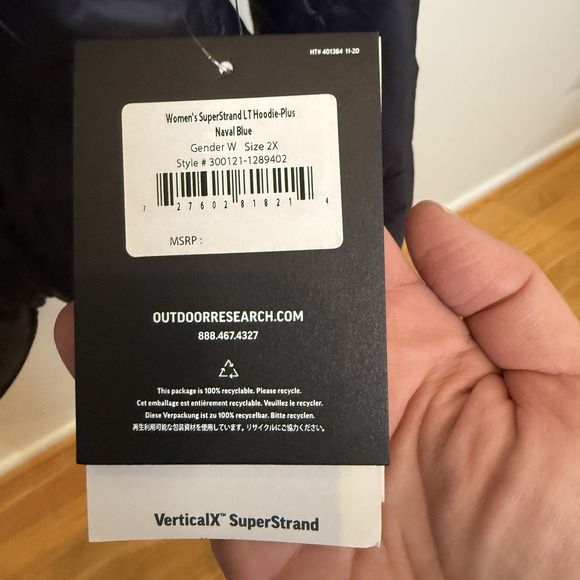 HT# 401384 11-20
Women's SuperStrand LT Hoodie-Plus
Naval Blue
Gender W Size 2X
Style # 300121-1289402
7 27602 81821 4
MSRP :
OUTDOORRESEARCH.COM
888.467.4327
This package is 100% recyclable. Please recycle.
Cet emballage est entièrement recyclable. Veuillez le recycler.
Diese Verpackung ist zu 100% recycelbar. Bitte recyclen.
再生利用可能な包装資材を使用しています。リサイクルにご協力ください。
VerticalX™ SuperStrand